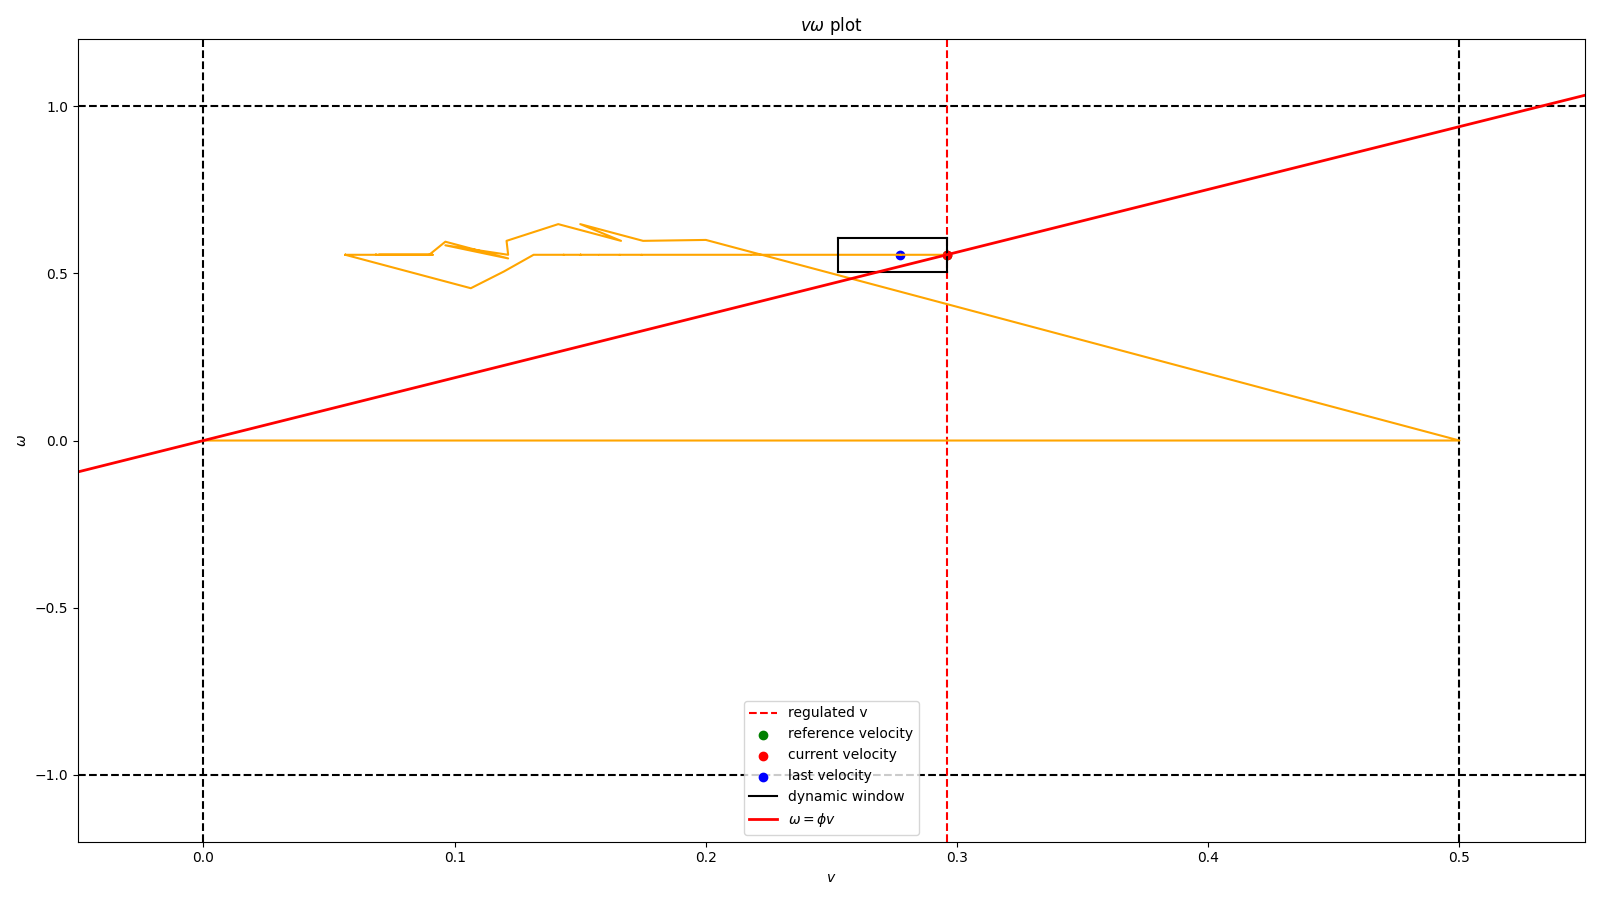 vω plot
1.0
0.5
0.0
−0.5
−1.0
ω
0.0 0.1 0.2 0.3 0.4 0.5
v
regulated v
reference velocity
current velocity
last velocity
dynamic window
ω = ϕv